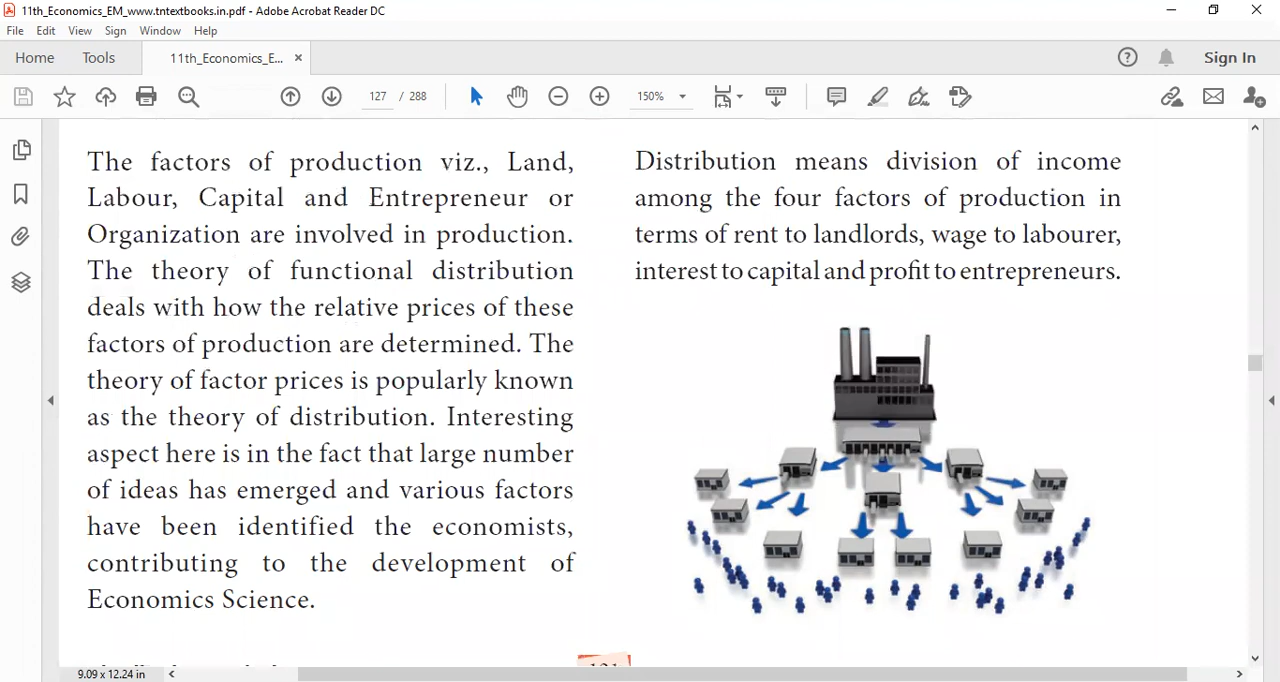 11th_Economics_EM_www.tntextbooks.in.pdf - Adobe Acrobat Reader DC
File Edit View Sign Window Help
Home Tools 11th_Economics_E... ×
Sign In
127 / 288
150%
The factors of production viz., Land,
Labour, Capital and Entrepreneur or
Organization are involved in production.
The theory of functional distribution
deals with how the relative prices of these
factors of production are determined. The
theory of factor prices is popularly known
as the theory of distribution. Interesting
aspect here is in the fact that large number
of ideas has emerged and various factors
have been identified the economists,
contributing to the development of
Economics Science.
Distribution means division of income
among the four factors of production in
terms of rent to landlords, wage to labourer,
interest to capital and profit to entrepreneurs.
9.09 x 12.24 in